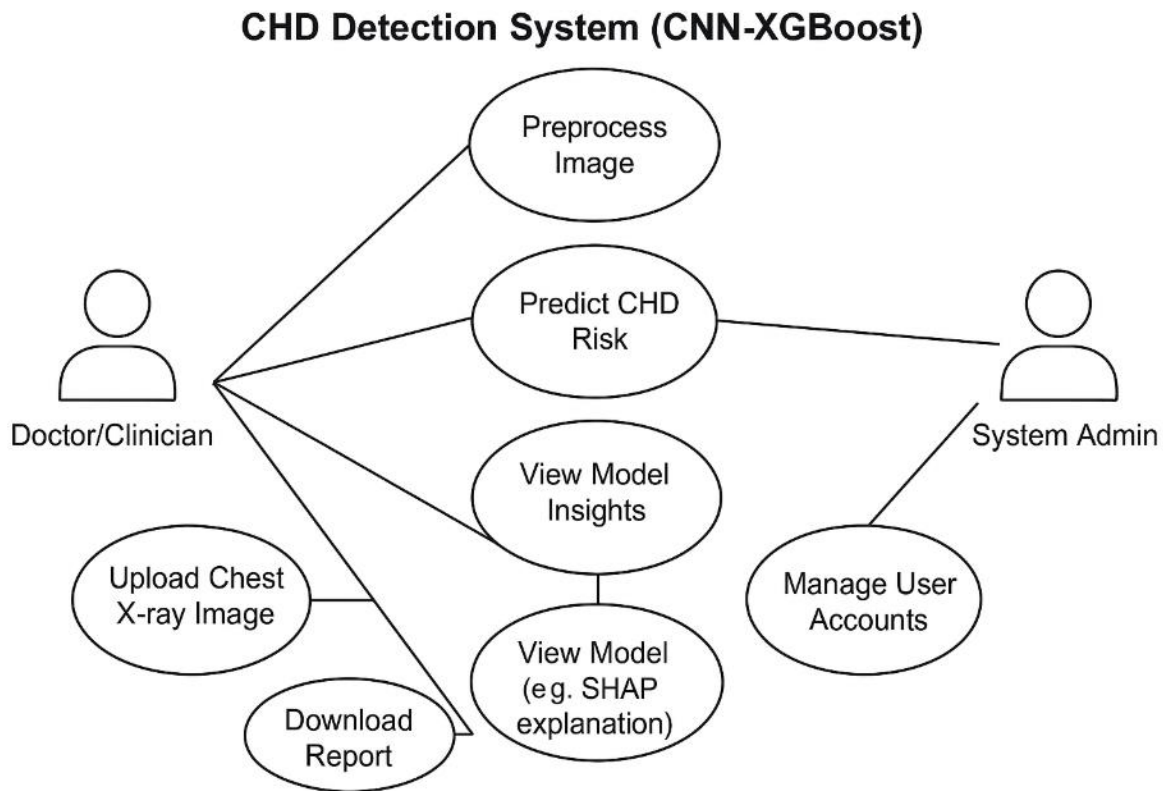 CHD Detection System (CNN-XGBoost)
Preprocess
Image
Predict CHD
Risk
Doctor/Clinician
System Admin
View Model
Insights
Upload Chest
X-ray Image
Manage User
Accounts
View Model
(eg. SHAP
explanation)
Download
Report